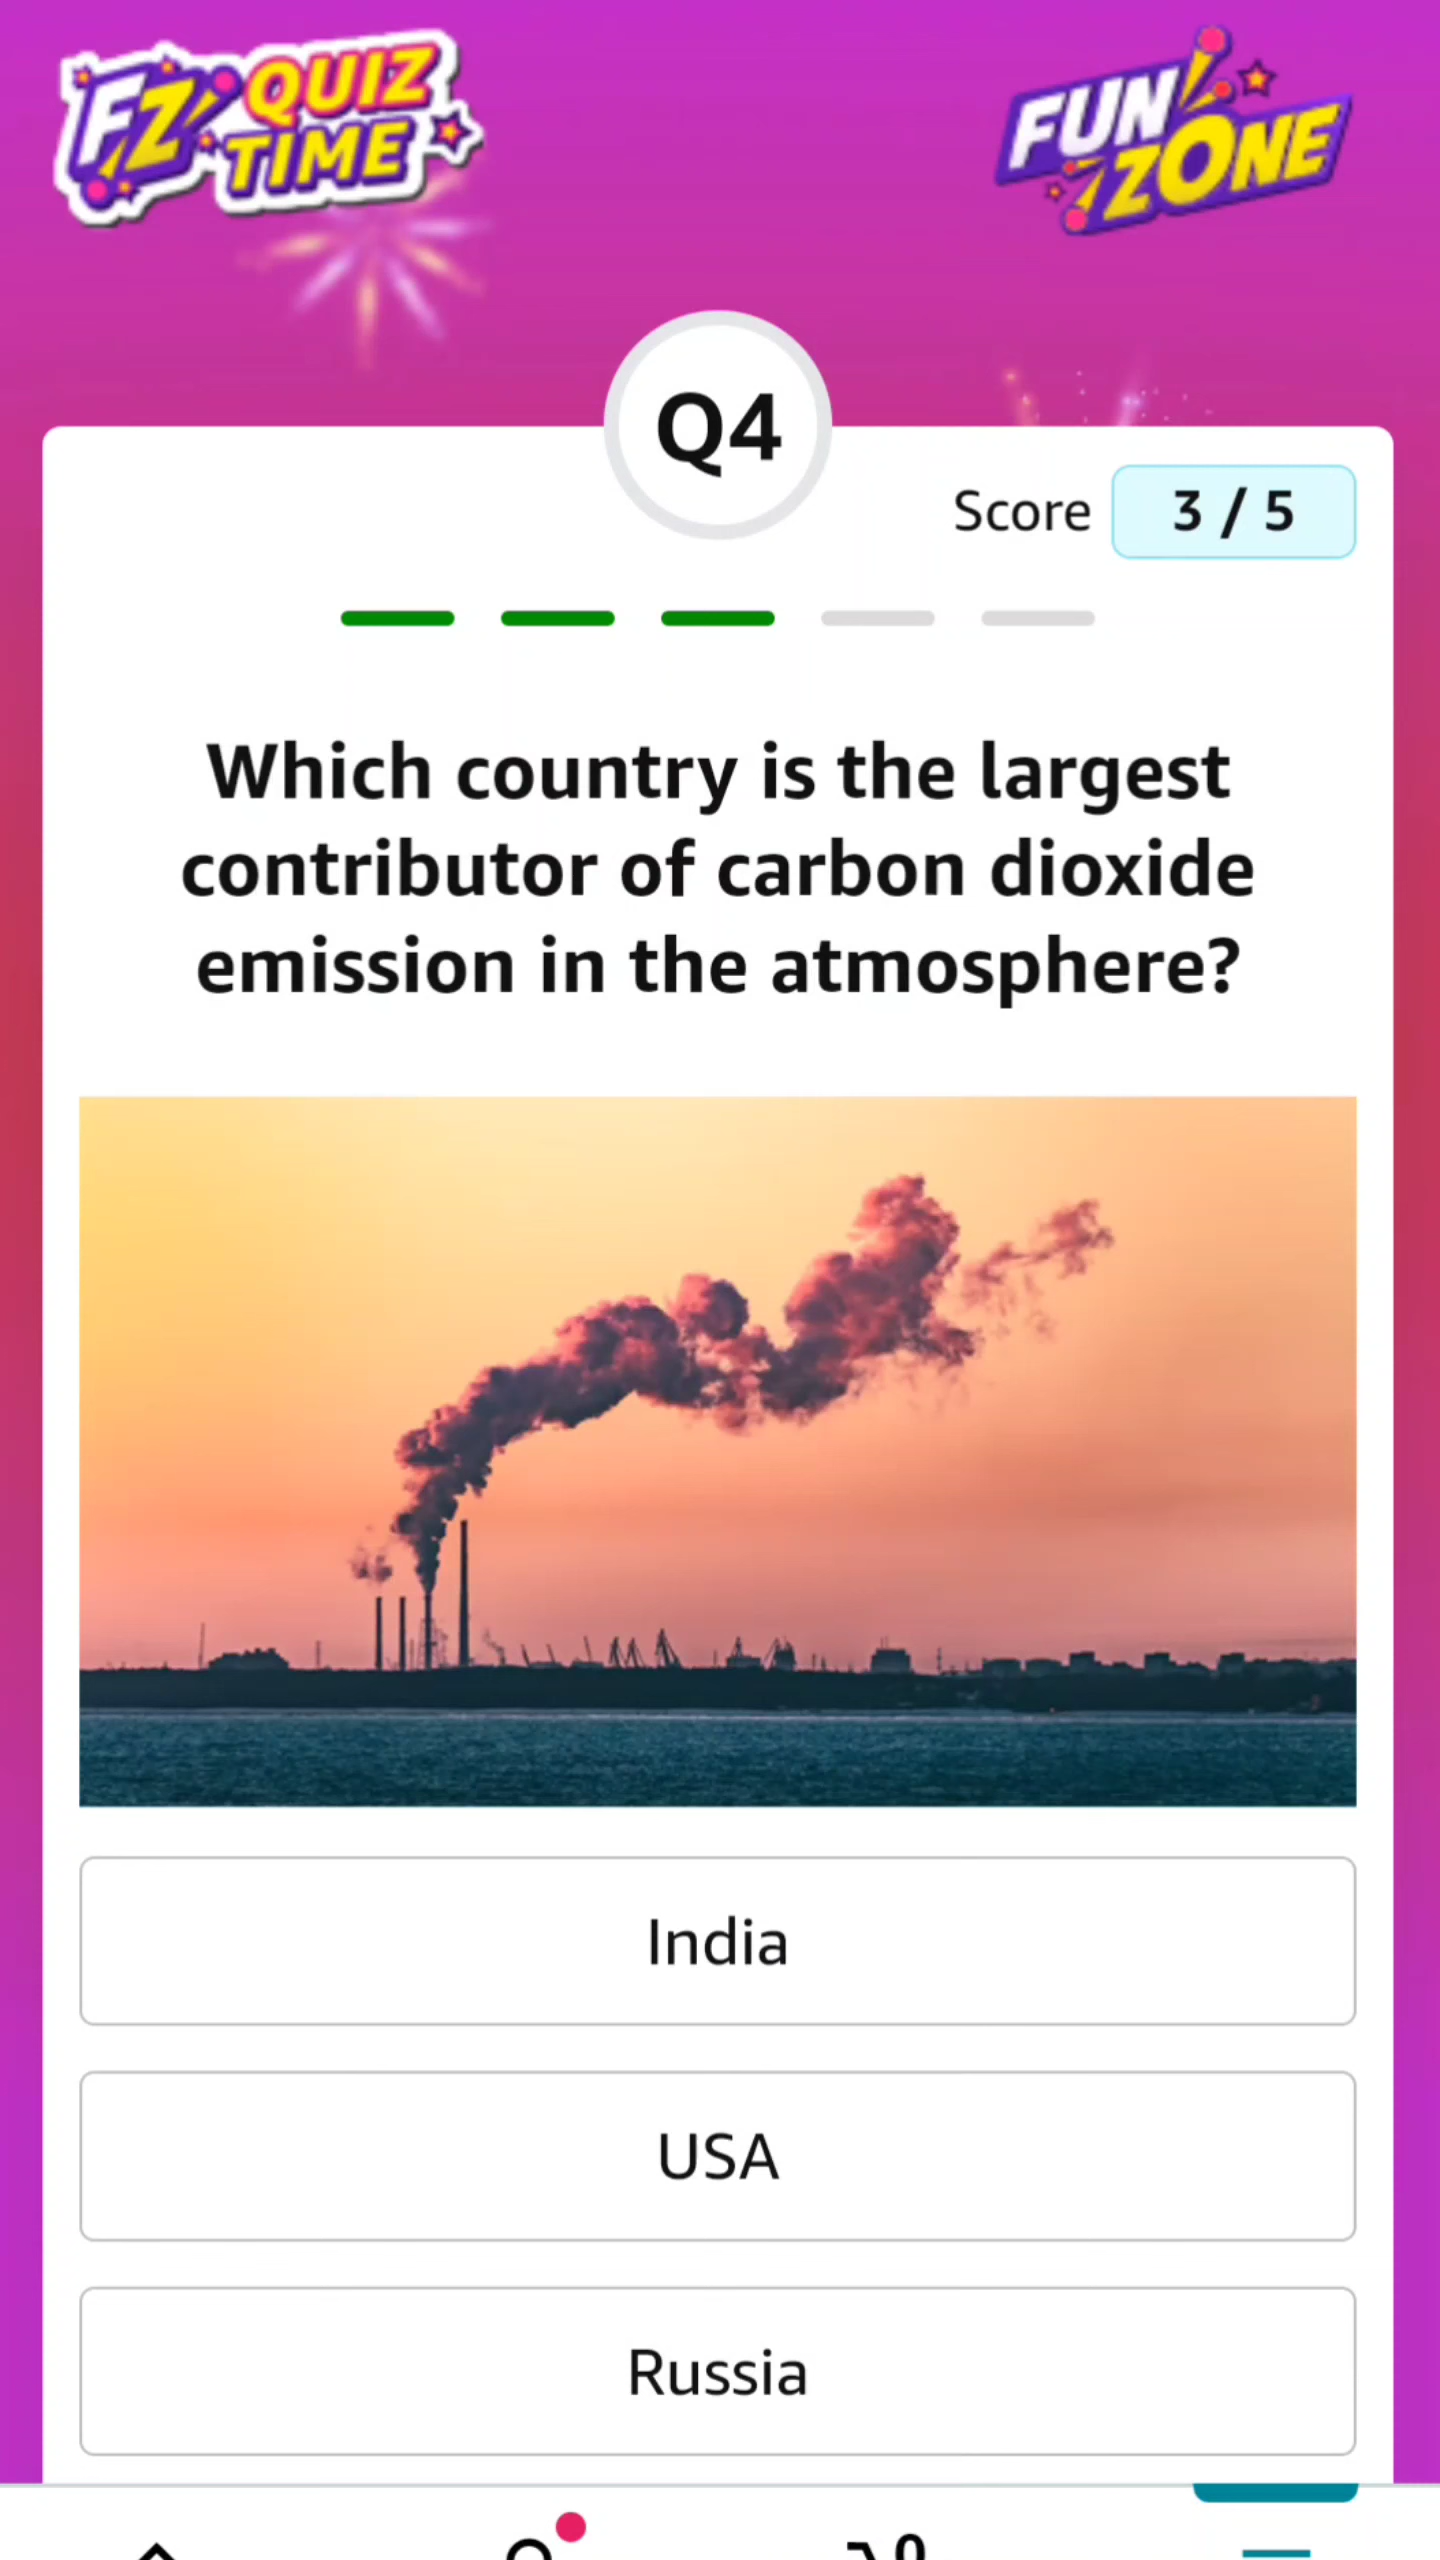 FZ QUIZ
TIME
FUN
ZONE
Q4
Score 3 / 5
Which country is the largest
contributor of carbon dioxide
emission in the atmosphere?
India
USA
Russia
0